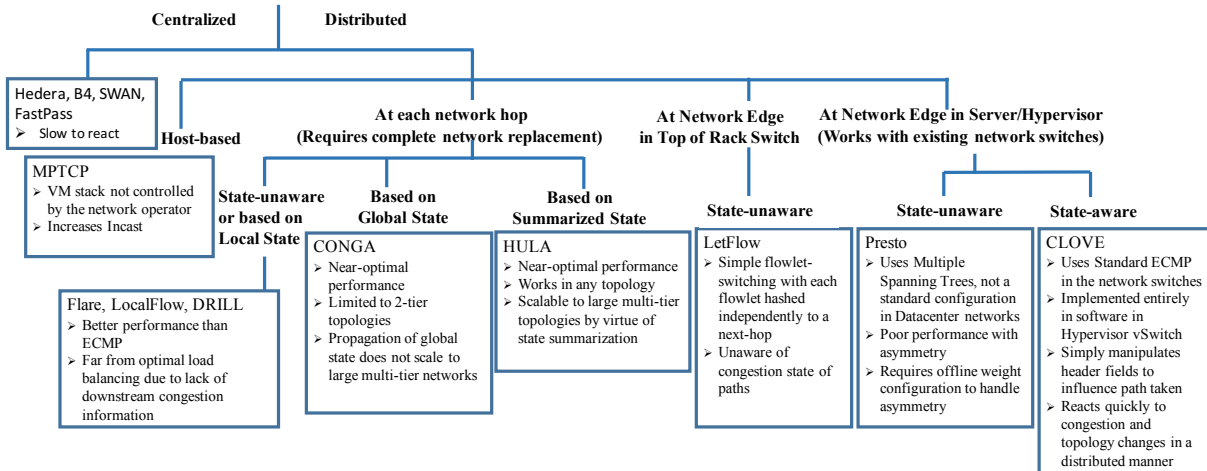 Centralized
Distributed
Hedera, B4, SWAN,
FastPass
➤ Slow to react
Host-based
At each network hop
(Requires complete network replacement)
At Network Edge
in Top of Rack Switch
At Network Edge in Server/Hypervisor
(Works with existing network switches)
MPTCP
➤ VM stack not controlled
by the network operator
➤ Increases Incast
State-unaware
or based on
Local State
Based on
Global State
Based on
Summarized State
State-unaware
State-unaware
State-aware
Flare, LocalFlow, DRILL
➤ Better performance than
ECMP
➤ Far from optimal load
balancing due to lack of
downstream congestion
information
CONGA
➤ Near-optimal
performance
➤ Limited to 2-tier
topologies
➤ Propagation of global
state does not scale to
large multi-tier networks
HULA
➤ Near-optimal performance
➤ Works in any topology
➤ Scalable to large multi-tier
topologies by virtue of
state summarization
LetFlow
➤ Simple flowlet-
switching with each
flowlet hashed
independently to a
next-hop
➤ Unaware of
congestion state of
paths
Presto
➤ Uses Multiple
Spanning Trees, not a
standard configuration
in Datacenter networks
➤ Poor performance with
asymmetry
➤ Requires offline weight
configuration to handle
asymmetry
CLOVE
➤ Uses Standard ECMP
in the network switches
➤ Implemented entirely
in software in
Hypervisor vSwitch
➤ Simply manipulates
header fields to
influence path taken
➤ Reacts quickly to
congestion and
topology changes in a
distributed manner